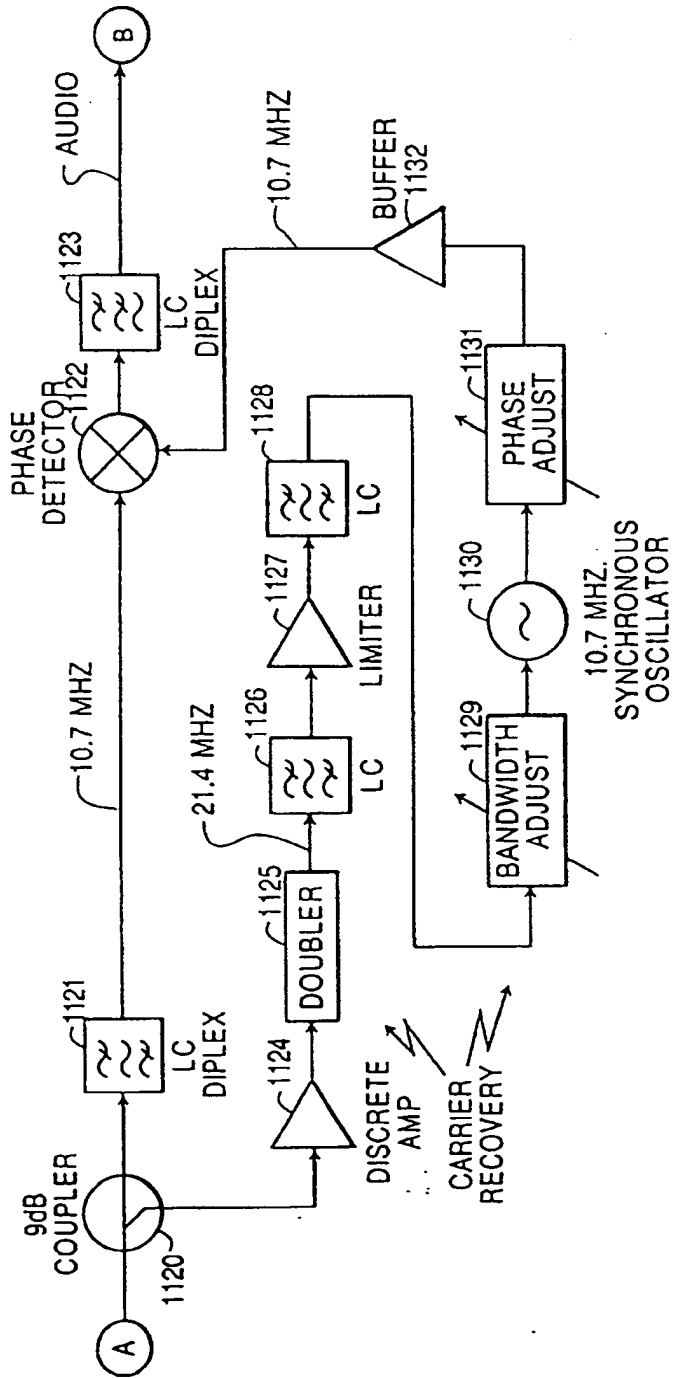 A
9dB
COUPLER
1120
1121
LC
DIPLEX
10.7 MHZ
PHASE
DETECTOR
1122
1123
LC
DIPLEX
AUDIO
B
1124
DISCRETE
AMP
1125
DOUBLER
21.4 MHZ
1126
LC
1127
LIMITER
1128
LC
CARRIER
RECOVERY
1129
BANDWIDTH
ADJUST
1130
10.7 MHZ.
SYNCHRONOUS
OSCILLATOR
1131
PHASE
ADJUST
BUFFER
1132
10.7 MHZ